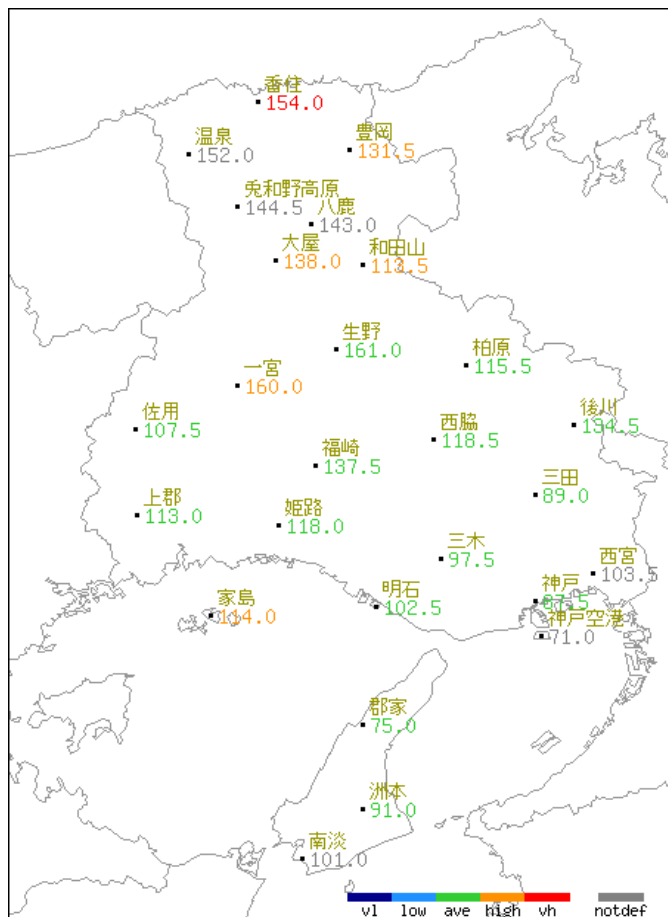 香住
154.0
温泉
152.0
豊岡
131.5
兎和野高原
144.5
八鹿
143.0
大屋
138.0
和田山
113.5
生野
161.0
柏原
115.5
一宮
160.0
佐用
107.5
後川
134.5
西脇
118.5
福崎
137.5
三田
89.0
上郡
113.0
姫路
118.0
三木
97.5
西宮
103.5
神戸
87.5
明石
102.5
家島
114.0
神戸空港
71.0
郡家
75.0
洲本
91.0
南淡
101.0
vl low ave high vh notdef